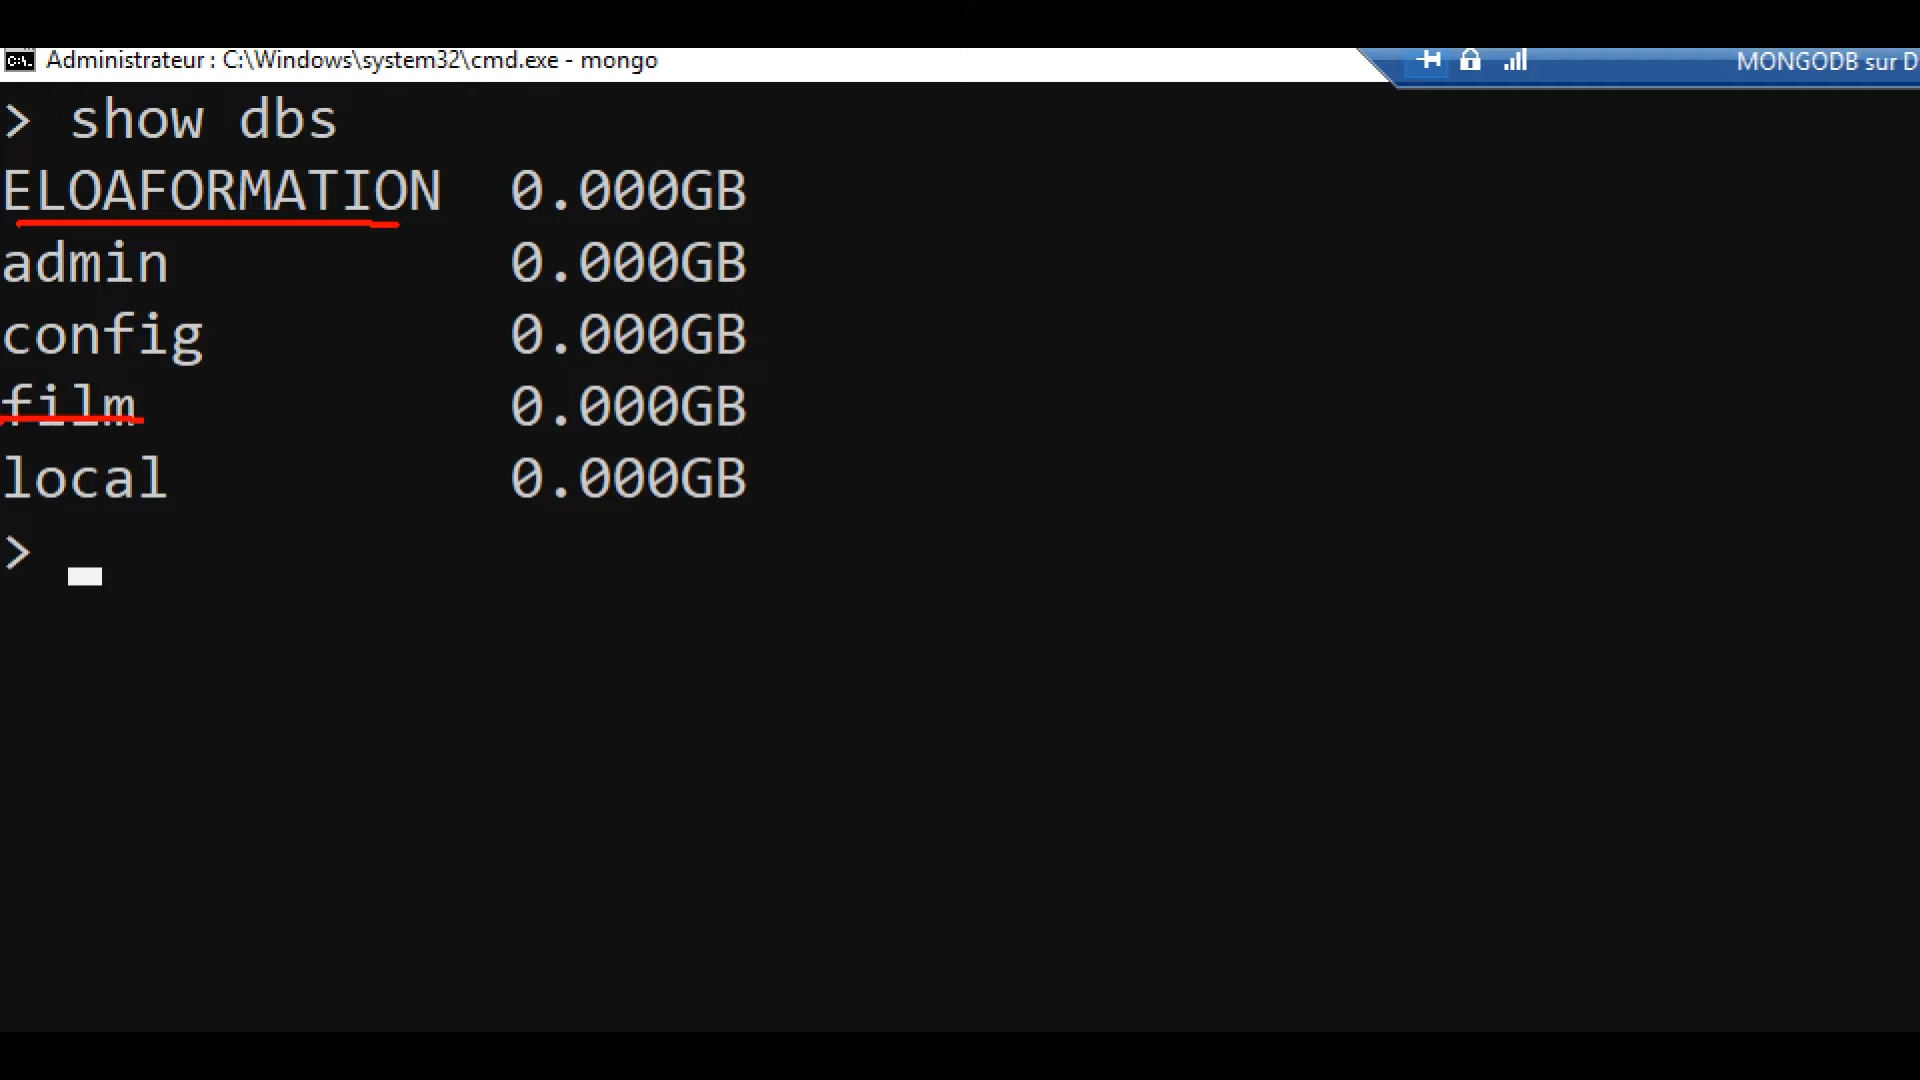 Administrateur : C:\Windows\system32\cmd.exe - mongo
MONGODB sur D
> show dbs
ELOAFORMATION 0.000GB
admin 0.000GB
config 0.000GB
film 0.000GB
local 0.000GB
>